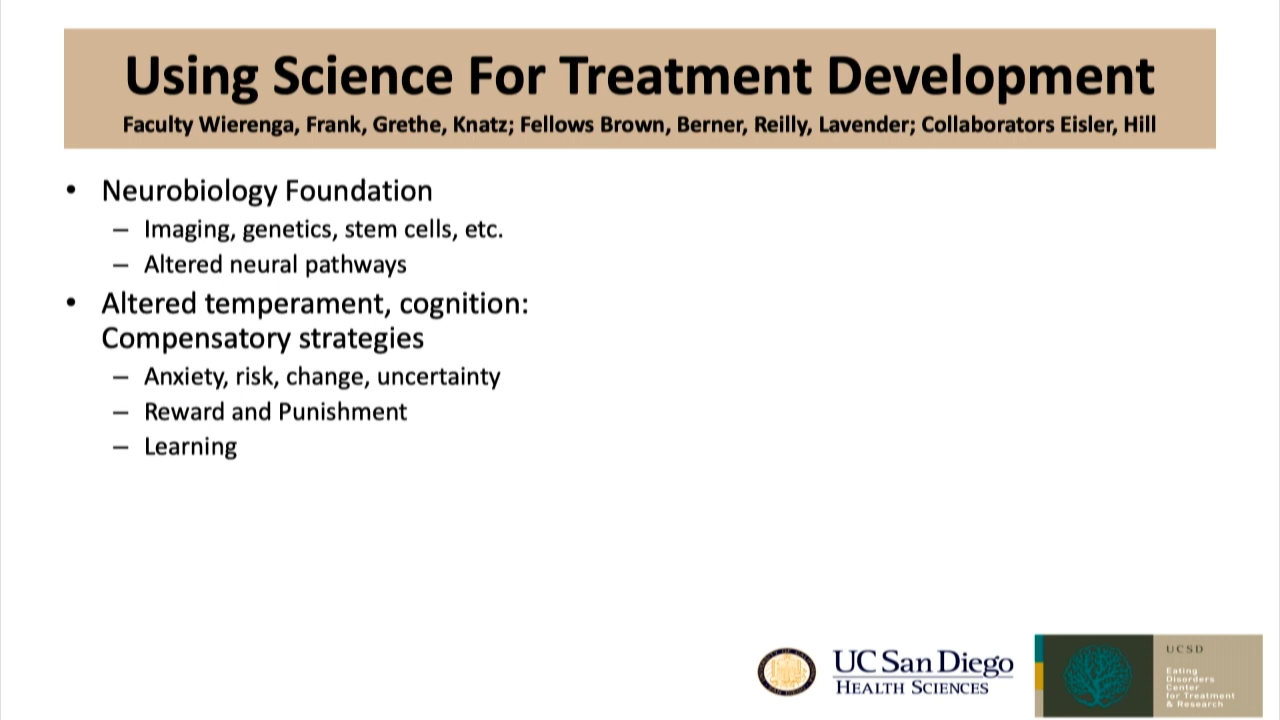 Using Science For Treatment Development
Faculty Wierenga, Frank, Grethe, Knatz; Fellows Brown, Berner, Reilly, Lavender; Collaborators Eisler, Hill
• Neurobiology Foundation
– Imaging, genetics, stem cells, etc.
– Altered neural pathways
• Altered temperament, cognition:
Compensatory strategies
– Anxiety, risk, change, uncertainty
– Reward and Punishment
– Learning
UC San Diego
HEALTH SCIENCES
UCSD
Eating
Disorders
Center
for Treatment
& Research